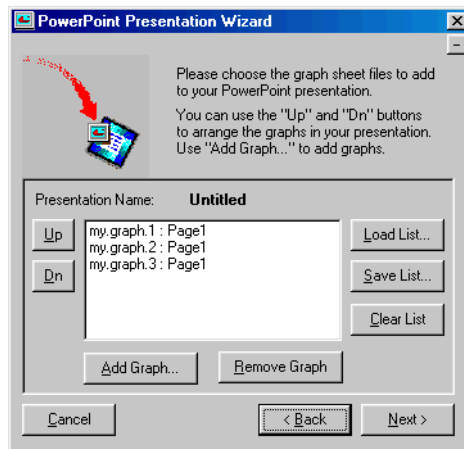 PowerPoint Presentation Wizard
Please choose the graph sheet files to add
to your PowerPoint presentation.
You can use the "Up" and "Dn" buttons
to arrange the graphs in your presentation.
Use "Add Graph..." to add graphs.
Presentation Name: Untitled
Up
my.graph.1 : Page1
Load List...
my.graph.2 : Page1
my.graph.3 : Page1
Dn
Save List...
Clear List
Add Graph... Remove Graph
Cancel < Back Next >